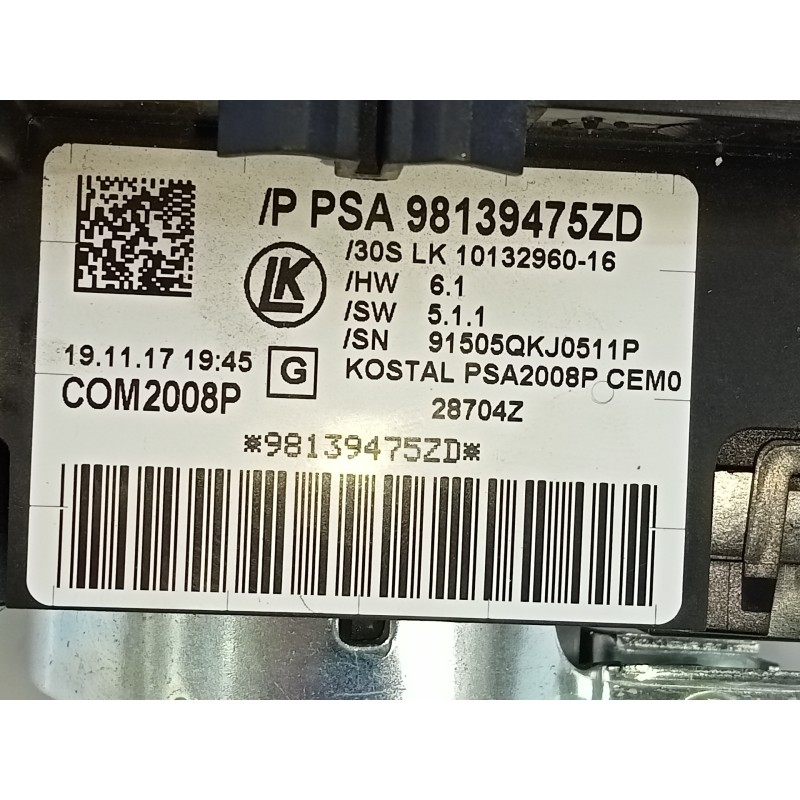 /P PSA 98139475ZD
/30S LK 10132960-16
LK
/HW 6.1
/SW 5.1.1
/SN 91505QKJ0511P
19.11.17 19:45
G
KOSTAL PSA2008P CEM0
COM2008P
28704Z
*98139475ZD*